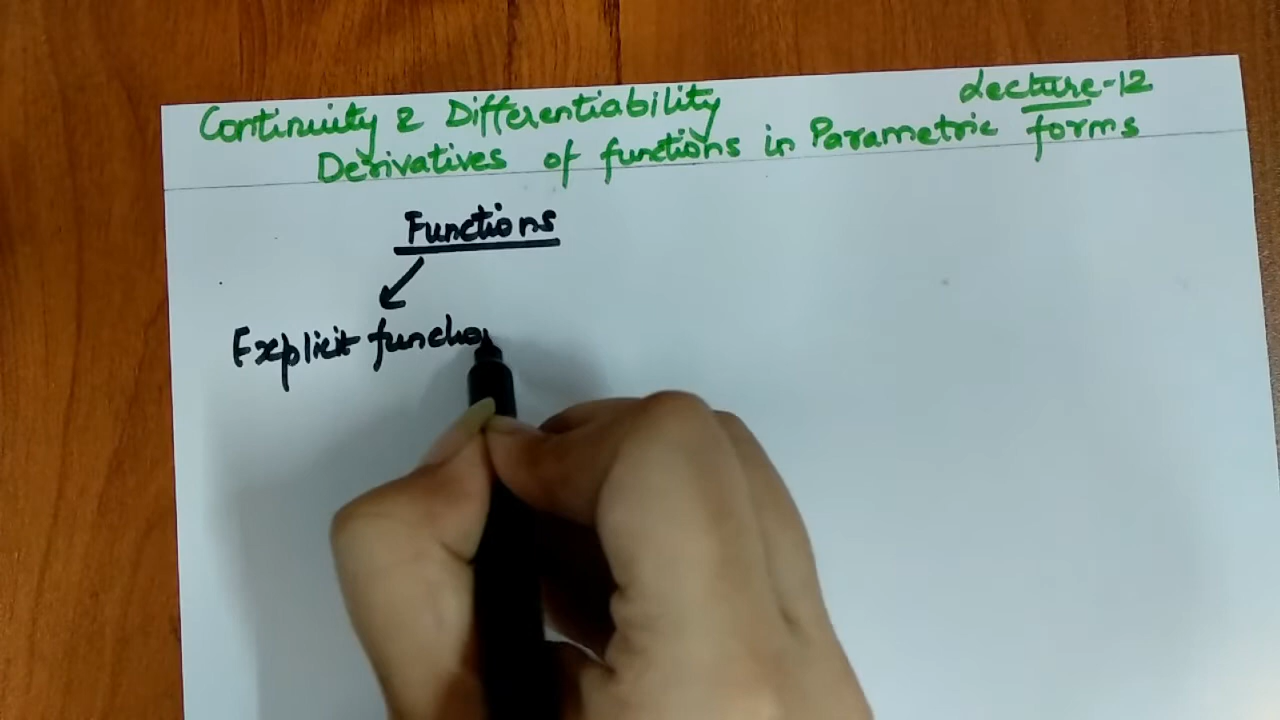 Lecture-12
Continuity & Differentiability
Derivatives of functions in Parametric forms
Functions
Explicit functio